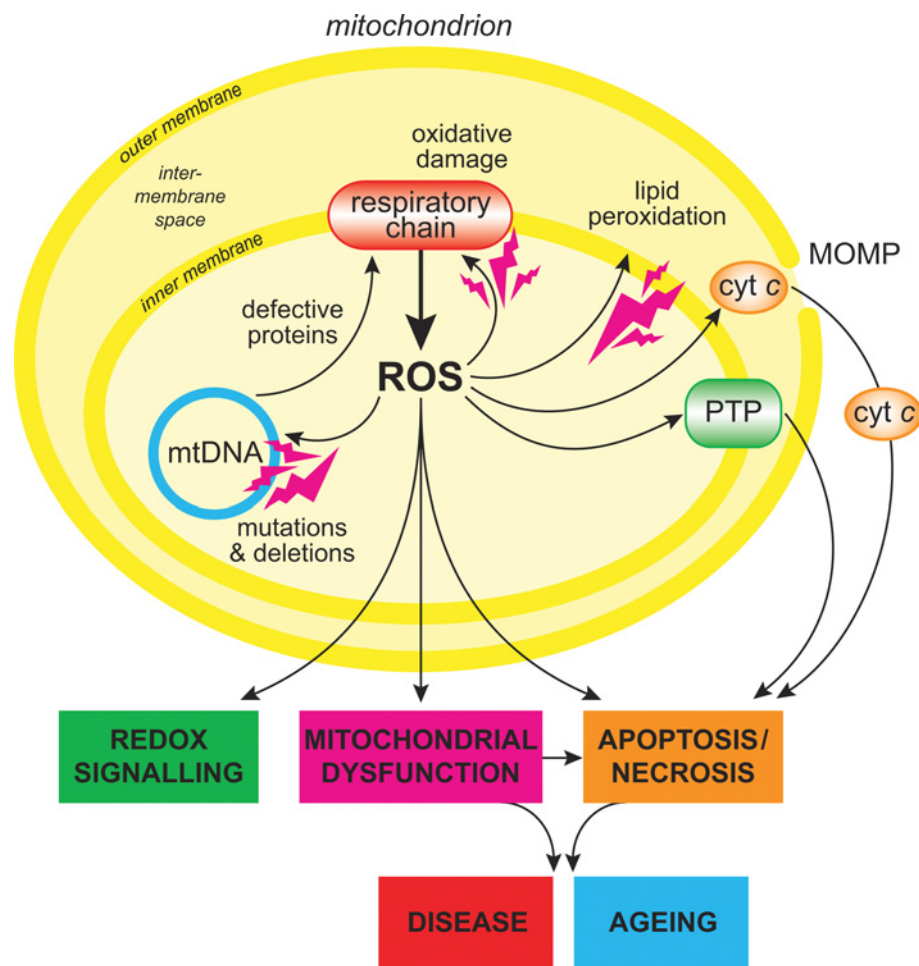 mitochondrion
outer membrane
inter-
membrane
space
inner membrane
oxidative
damage
respiratory
chain
lipid
peroxidation
MOMP
cyt c
defective
proteins
ROS
PTP
cyt c
mtDNA
mutations
& deletions
REDOX
SIGNALLING
MITOCHONDRIAL
DYSFUNCTION
APOPTOSIS/
NECROSIS
DISEASE
AGEING